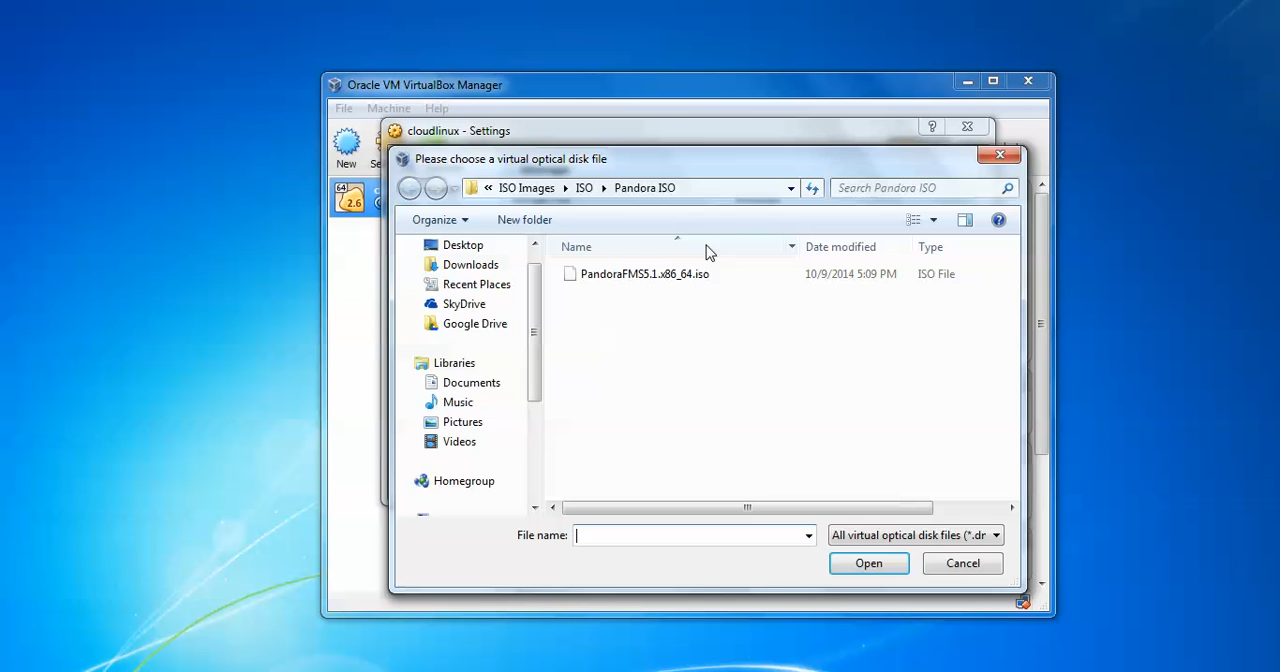 Oracle VM VirtualBox Manager
File Machine Help
cloudlinux - Settings
New
Please choose a virtual optical disk file
« ISO Images ISO Pandora ISO
Search Pandora ISO
Organize New folder
Name Date modified Type
PandoraFMS5.1.x86_64.iso 10/9/2014 5:09 PM ISO File
Desktop
Downloads
Recent Places
SkyDrive
Google Drive
Libraries
Documents
Music
Pictures
Videos
Homegroup
64
2.6
File name:
All virtual optical disk files (*.dr
Open Cancel